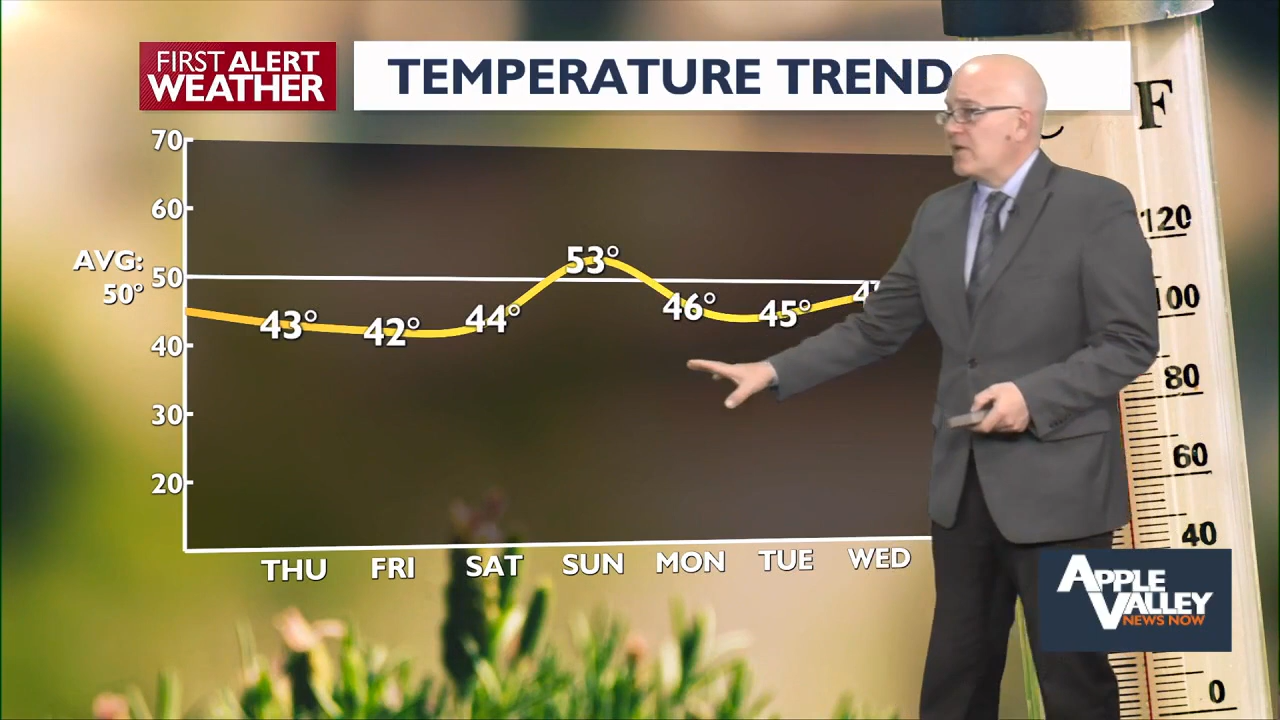 FIRST ALERT
WEATHER
TEMPERATURE TREND
F
70
60
AVG:
50°
50
40
30
20
43°
42°
44°
53°
46°
45°
THU FRI SAT SUN MON TUE WED
120
100
80
60
40
0
APPLE
VALLEY
NEWS NOW